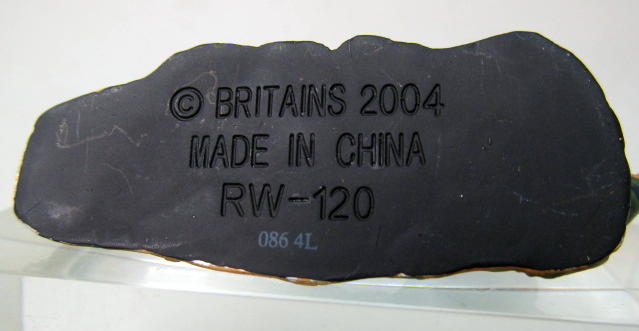 © BRITAINS 2004
MADE IN CHINA
RW-120
086 4L